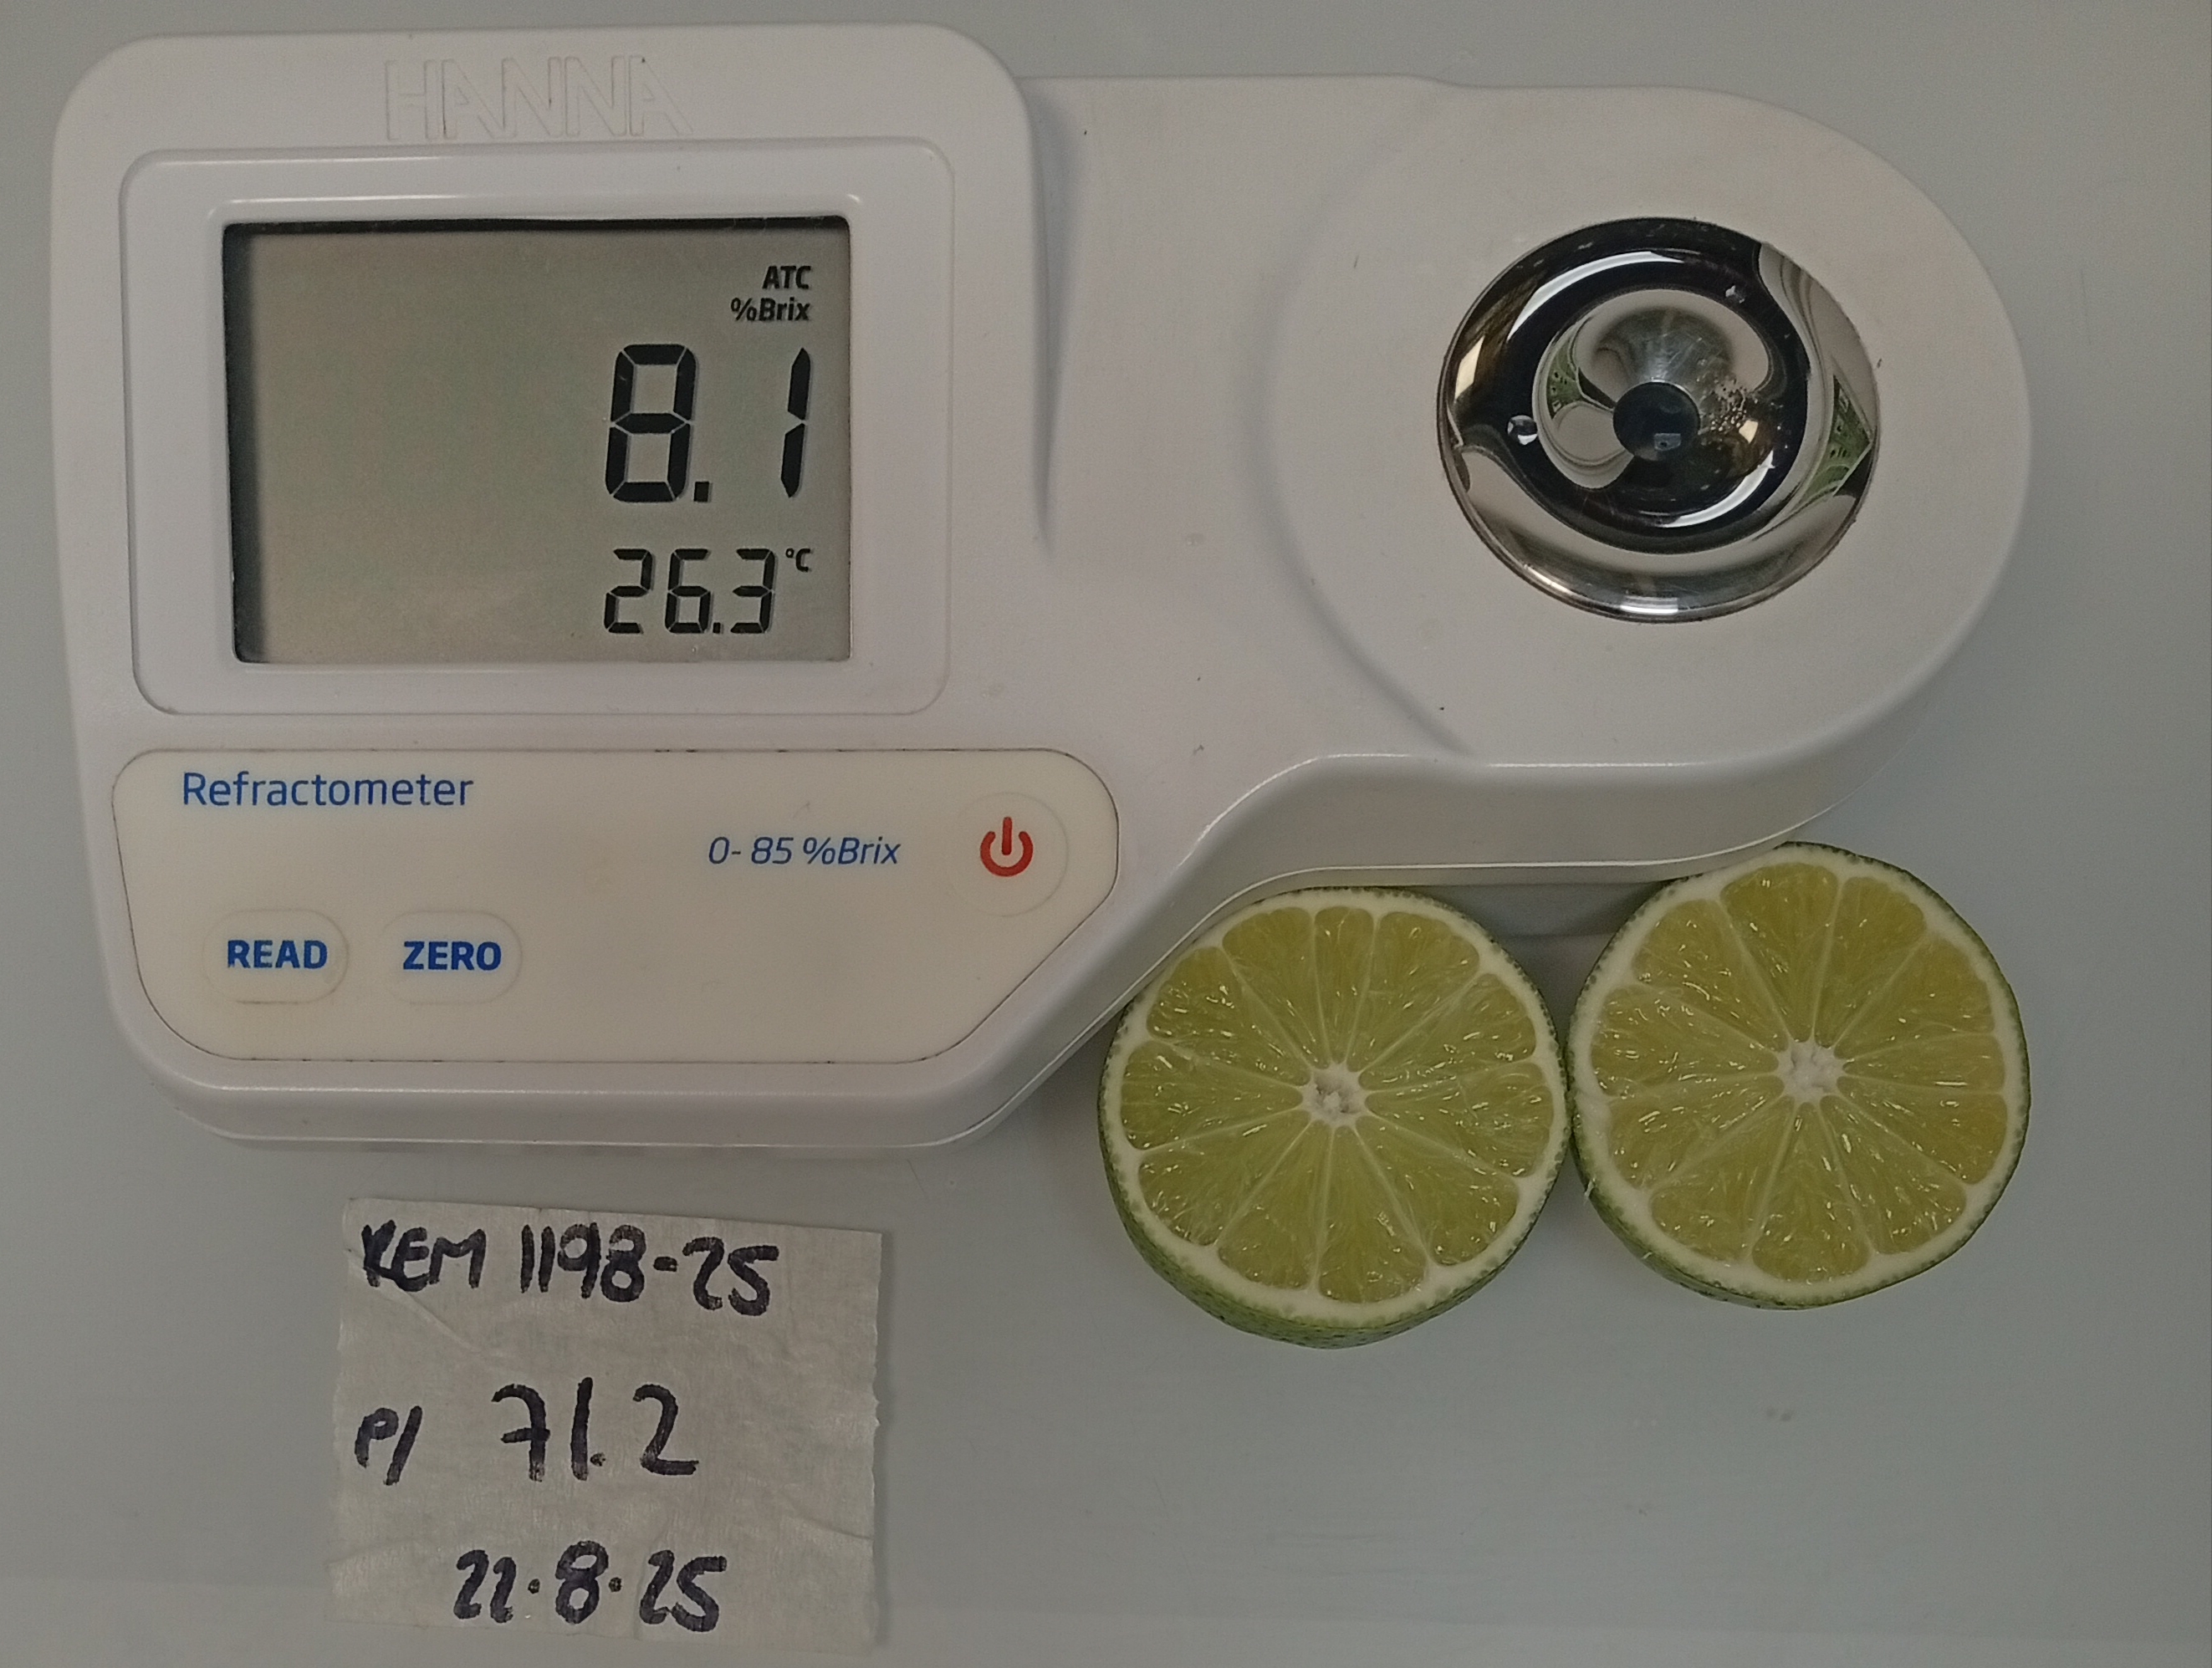 HANNA
ATC
%Brix
8.1
26.3 °C
Refractometer
0- 85 %Brix
READ ZERO
KEM 1198-25
P/ 71.2
22.8.25